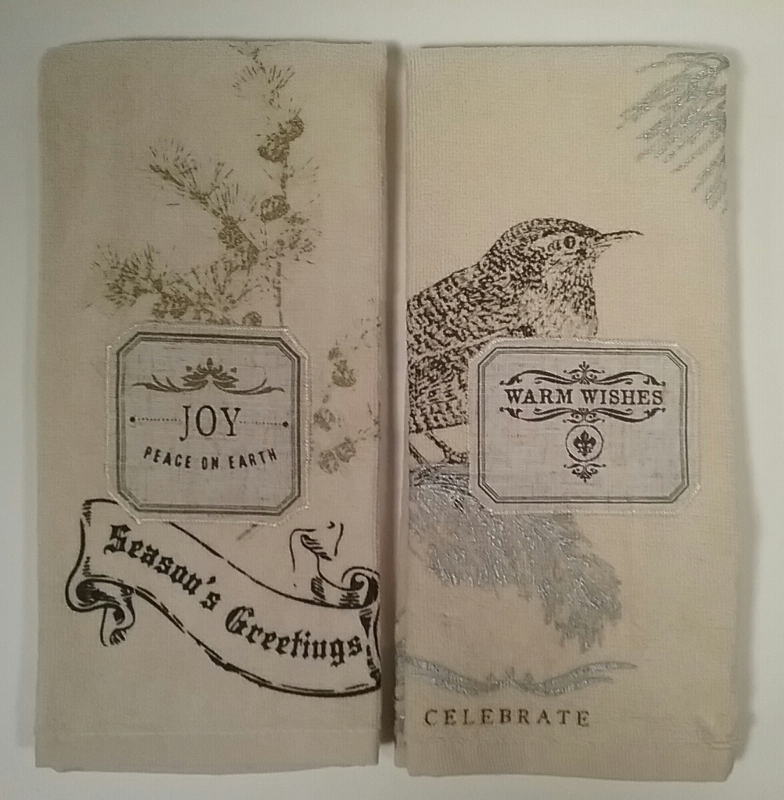 JOY
PEACE ON EARTH
Season's Greetings
WARM WISHES
CELEBRATE